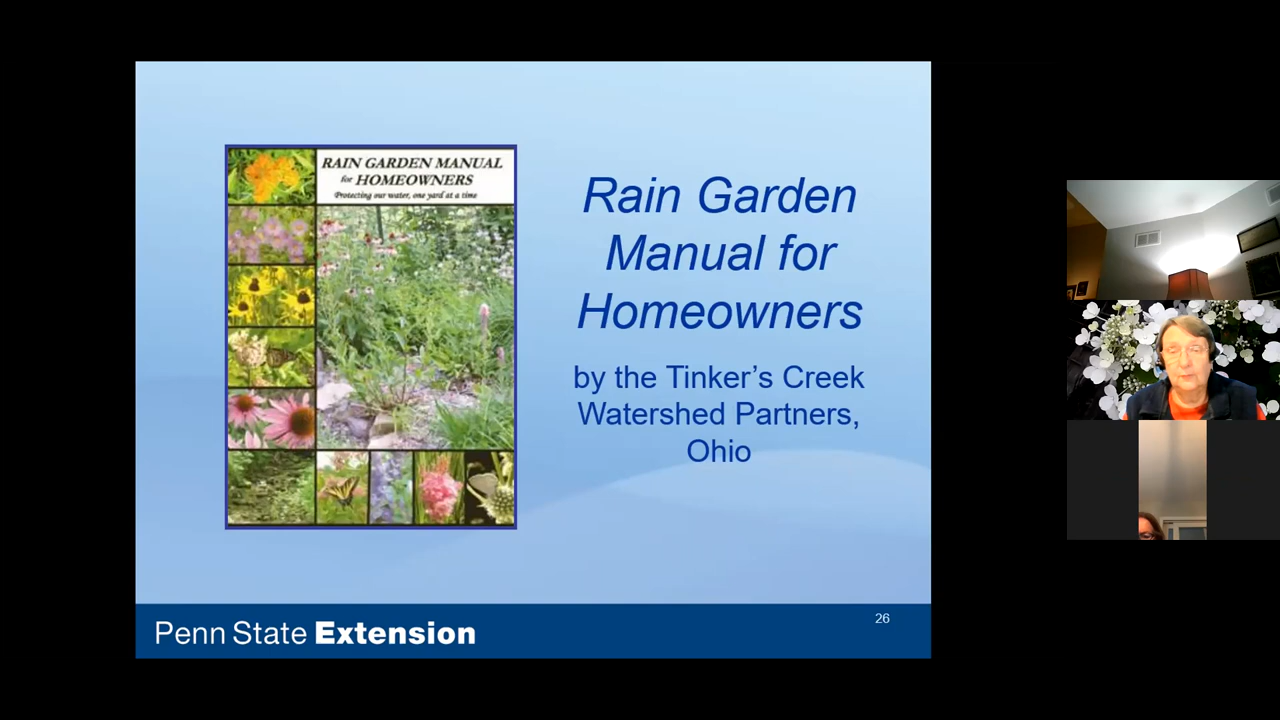 RAIN GARDEN MANUAL
for HOMEOWNERS
Protecting our water, one yard at a time
Rain Garden
Manual for
Homeowners
by the Tinker’s Creek
Watershed Partners,
Ohio
Penn State Extension
26